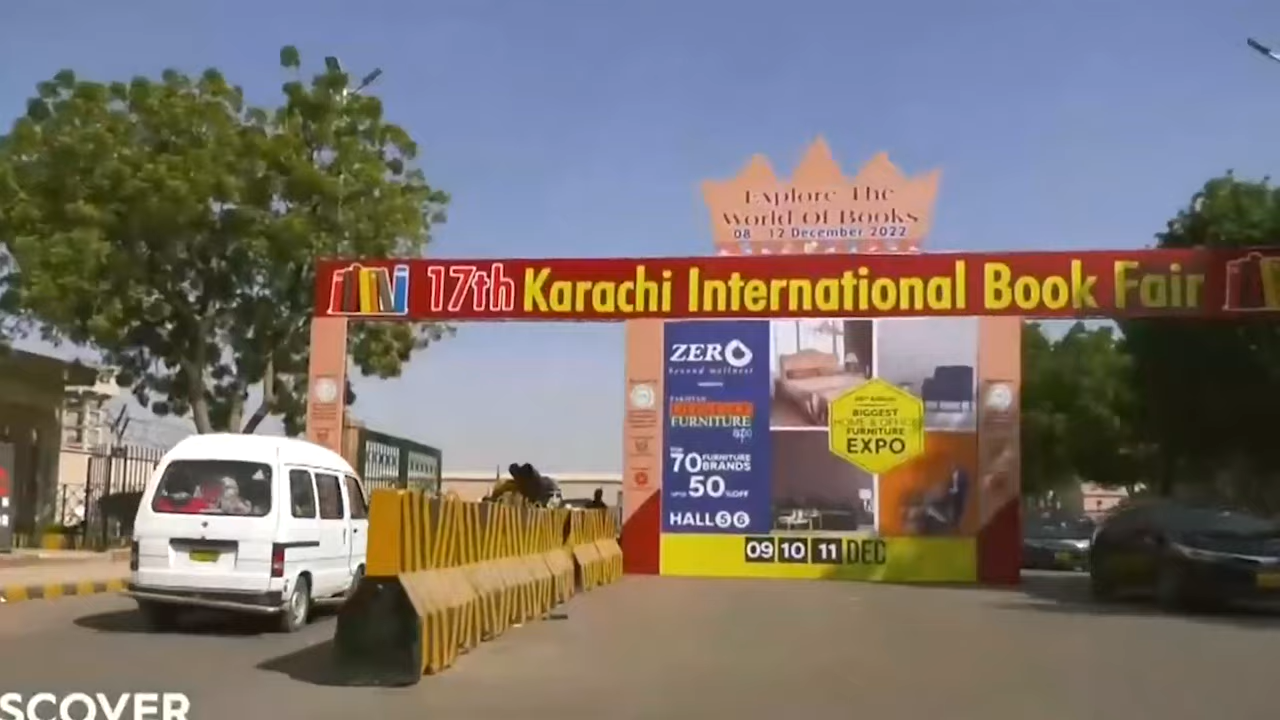 Explore The
World Of Books
08 12 December 2022
17th Karachi International Book Fair
ZERO
beyond wellness
PAKISTAN
FURNITURE
70 FURNITURE BRANDS
50% OFF
HALL 5 6
BIGGEST
HOME & OFFICE
FURNITURE
EXPO
09 10 11 DEC
SCOVER